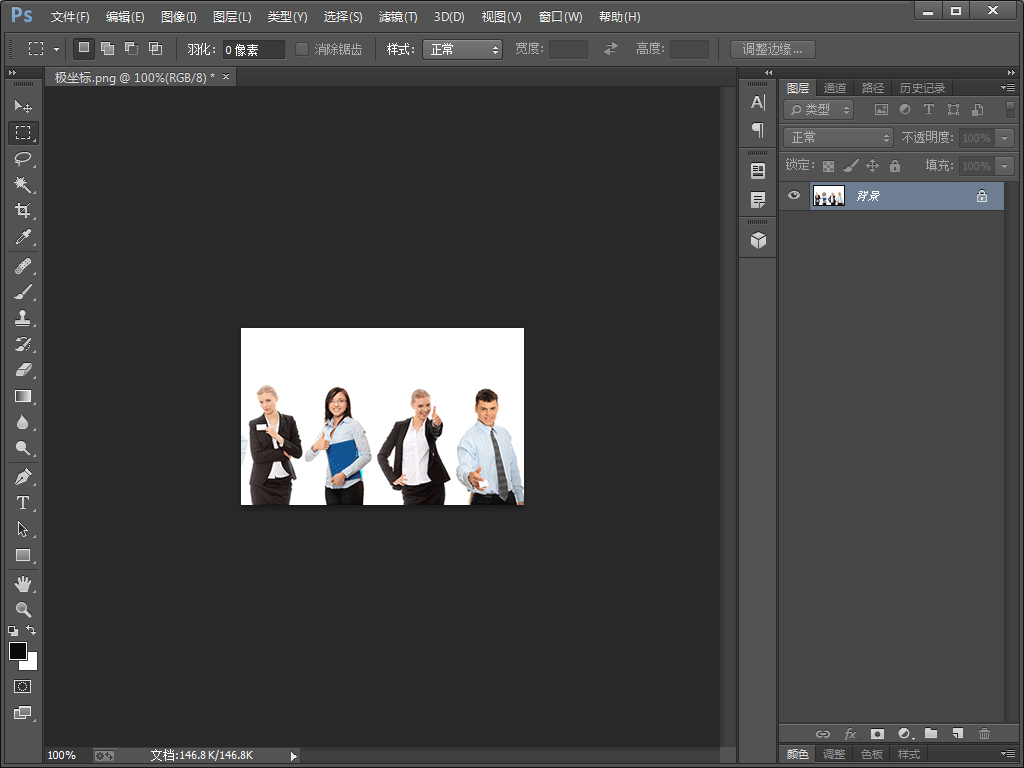 Ps 文件(F) 编辑(E) 图像(I) 图层(L) 类型(Y) 选择(S) 滤镜(T) 3D(D) 视图(V) 窗口(W) 帮助(H)
羽化: 0 像素 消除锯齿 样式: 正常 宽度: 高度: 调整边缘...
极坐标.png @ 100%(RGB/8) * ×
图层 通道 路径 历史记录
类型
正常 不透明度: 100%
锁定: 填充: 100%
背景
100% 文档:146.8K/146.8K
颜色 调整 色板 样式